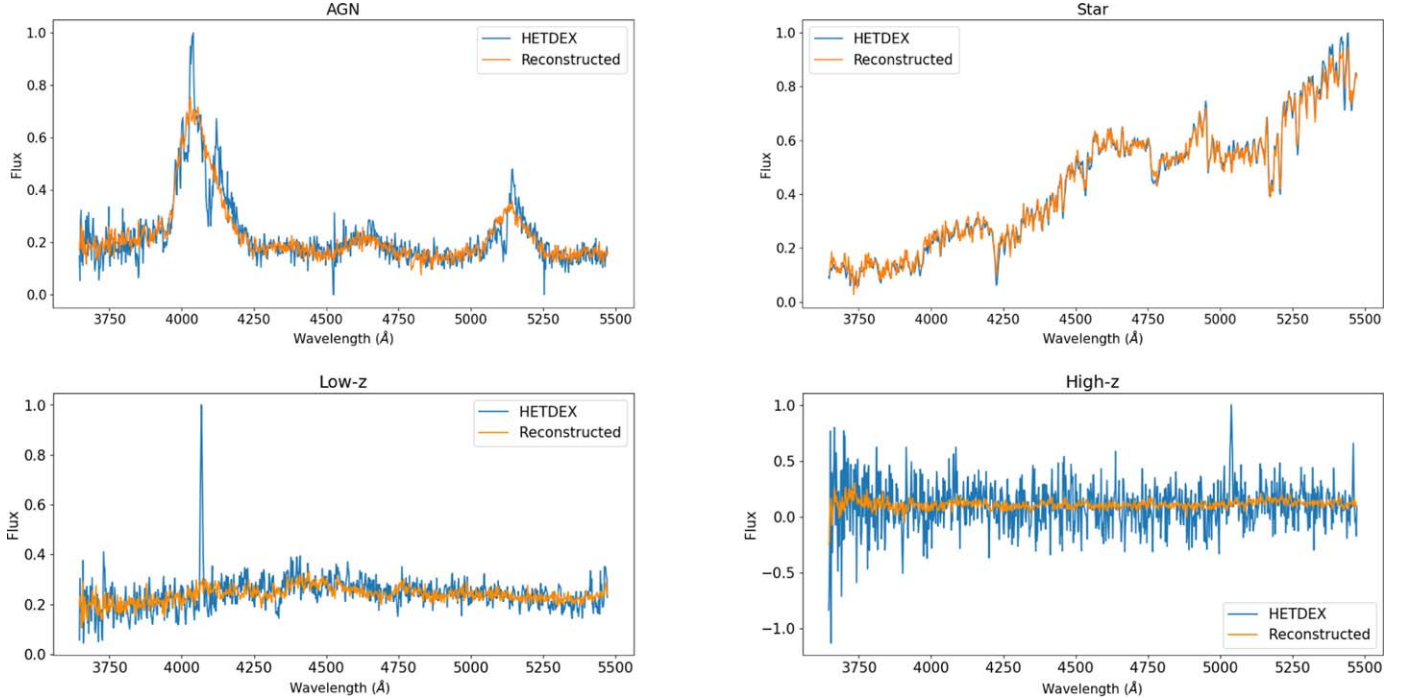 AGN
1.0
0.8
0.6
0.4
0.2
0.0
Flux
HETDEX
Reconstructed
3750 4000 4250 4500 4750 5000 5250 5500
Wavelength (Å)
Star
1.0
0.8
0.6
0.4
0.2
0.0
Flux
HETDEX
Reconstructed
3750 4000 4250 4500 4750 5000 5250 5500
Wavelength (Å)
Low-z
1.0
0.8
0.6
0.4
0.2
0.0
Flux
HETDEX
Reconstructed
3750 4000 4250 4500 4750 5000 5250 5500
Wavelength (Å)
High-z
1.0
0.5
0.0
−0.5
−1.0
Flux
HETDEX
Reconstructed
3750 4000 4250 4500 4750 5000 5250 5500
Wavelength (Å)